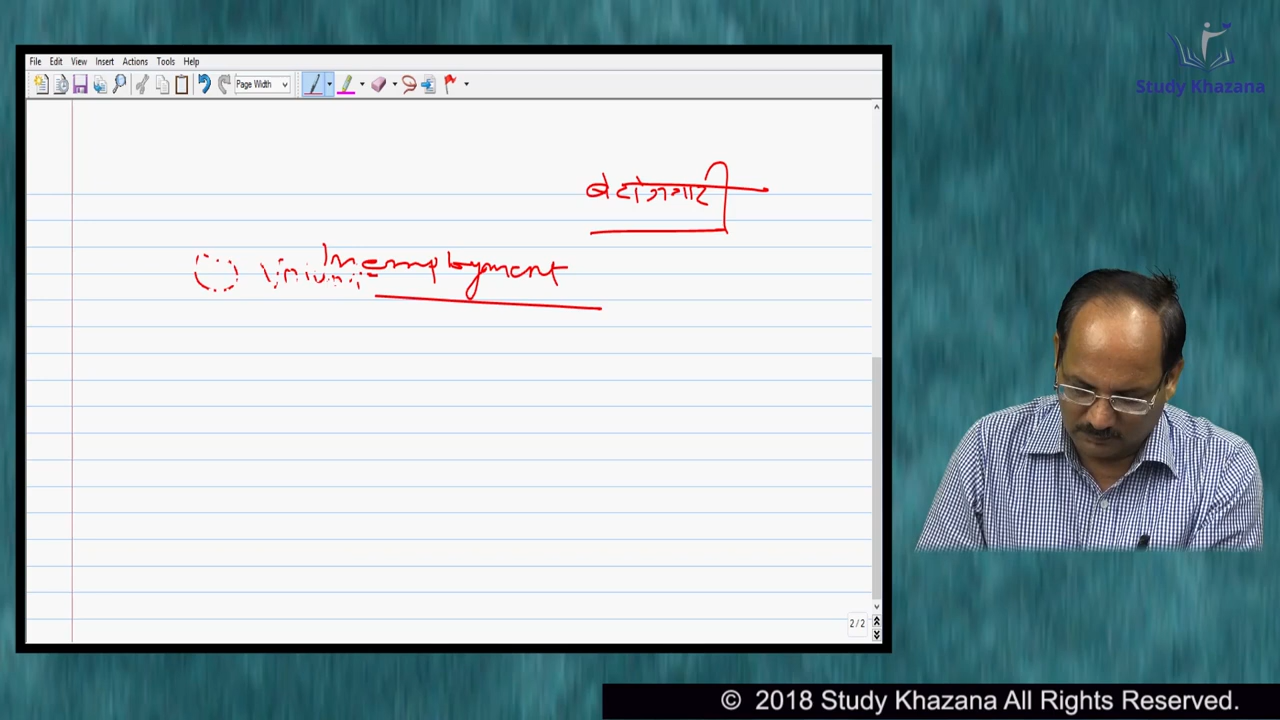 Study Khazana
File Edit View Insert Actions Tools Help
Page Width
बेरोजगारी
Unemployment
2/2
© 2018 Study Khazana All Rights Reserved.